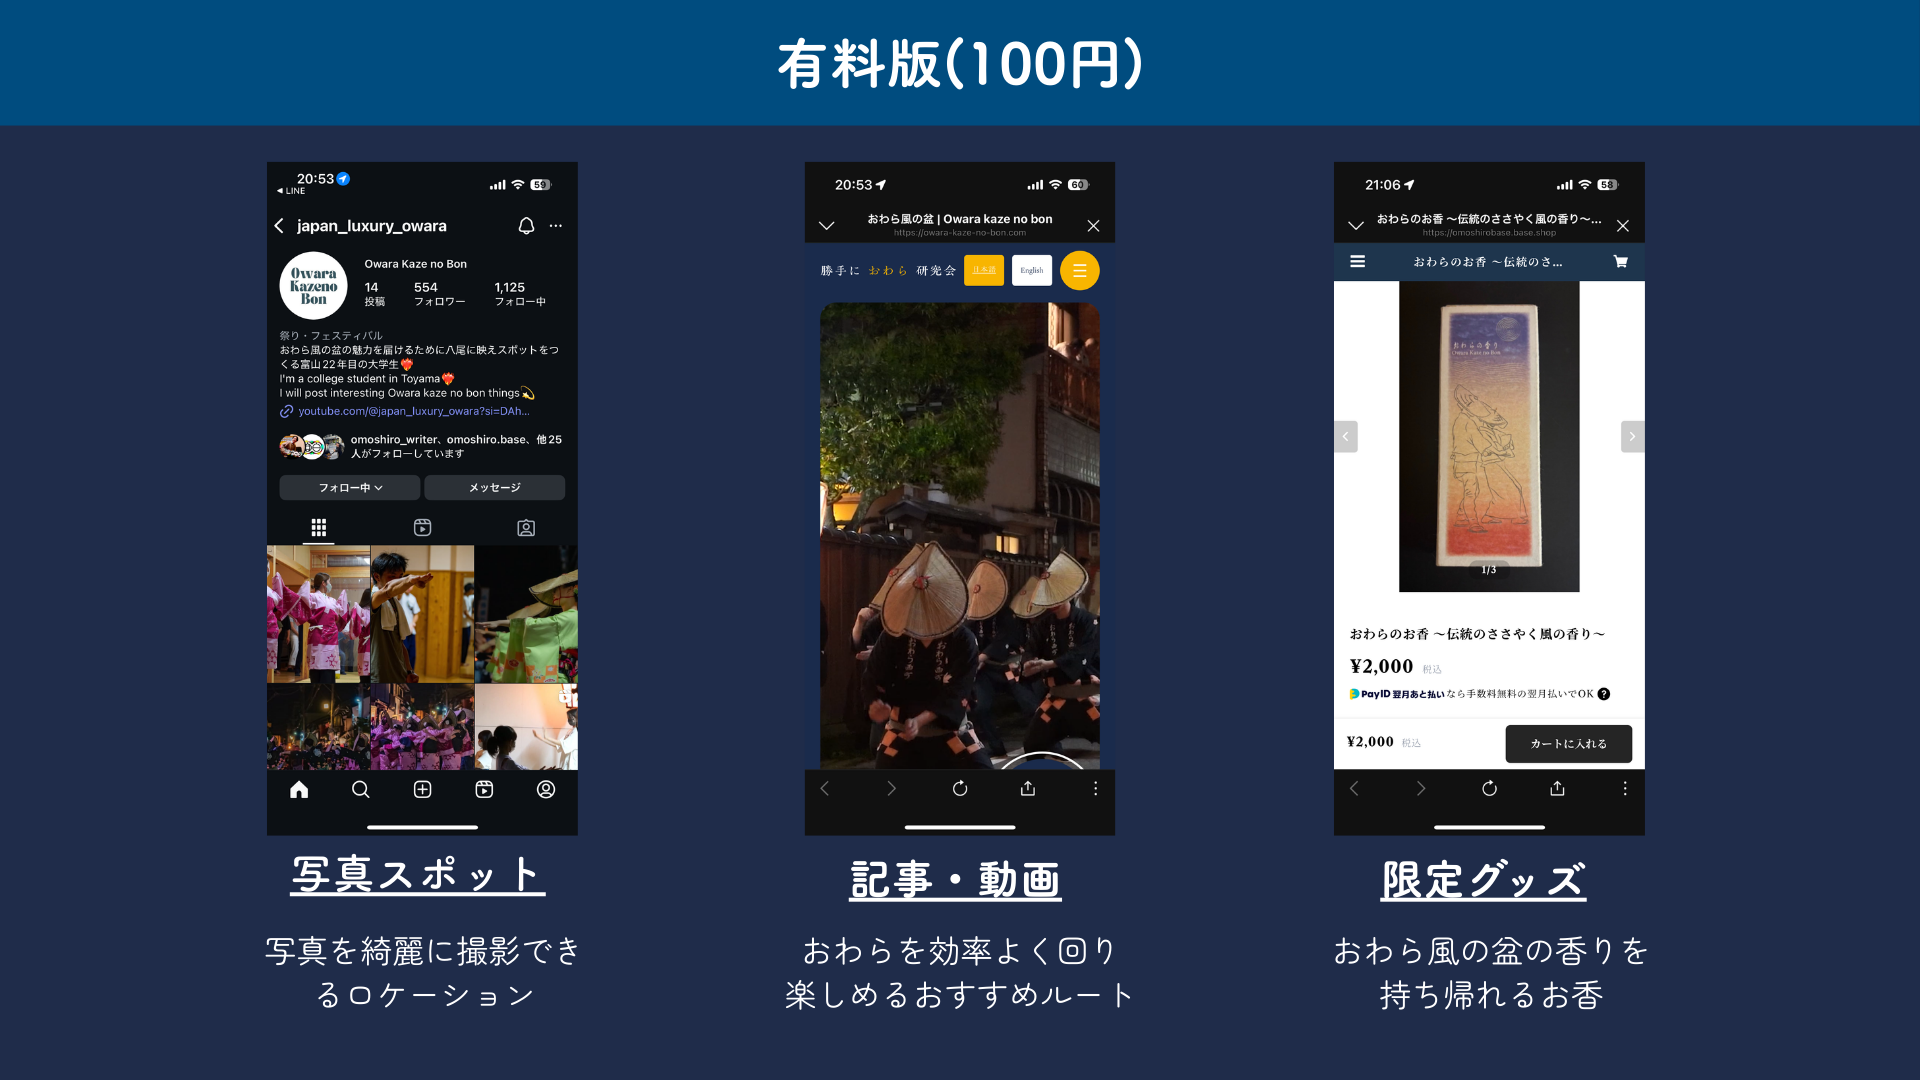 有料版(100円)
20:53
LINE
59
japan_luxury_owara
Owara
Kazeno
Bon
Owara Kaze no Bon
14
554
1,125
投稿
フォロワー
フォロー中
祭り・フェスティバル
おわら風の盆の魅力を届けるために八尾に映えスポットをつ
くる富山22年目の大学生
I'm a college student in Toyama
I will post interesting Owara kaze no bon things
youtube.com/@japan_luxury_owara?si=DAh...
omoshiro_writer、omoshiro.base、他25
人がフォローしています
フォロー中
メッセージ
写真スポット
写真を綺麗に撮影でき
るロケーション
20:53
60
おわら風の盆 | Owara kaze no bon
https://owara-kaze-no-bon.com
勝手に おわら 研究会
日本語
English
記事・動画
おわらを効率よく回り
楽しめるおすすめルート
21:06
58
おわらのお香 〜伝統のささやく風の香り〜...
https://omoshirobase.base.shop
おわらのお香 〜伝統のさ...
おわらの香り
Owara Kaze no Bon
1/3
おわらのお香 〜伝統のささやく風の香り〜
¥2,000 税込
PayID 翌月あと払いなら手数料無料の翌月払いでOK ?
¥2,000 税込
カートに入れる
限定グッズ
おわら風の盆の香りを
持ち帰れるお香